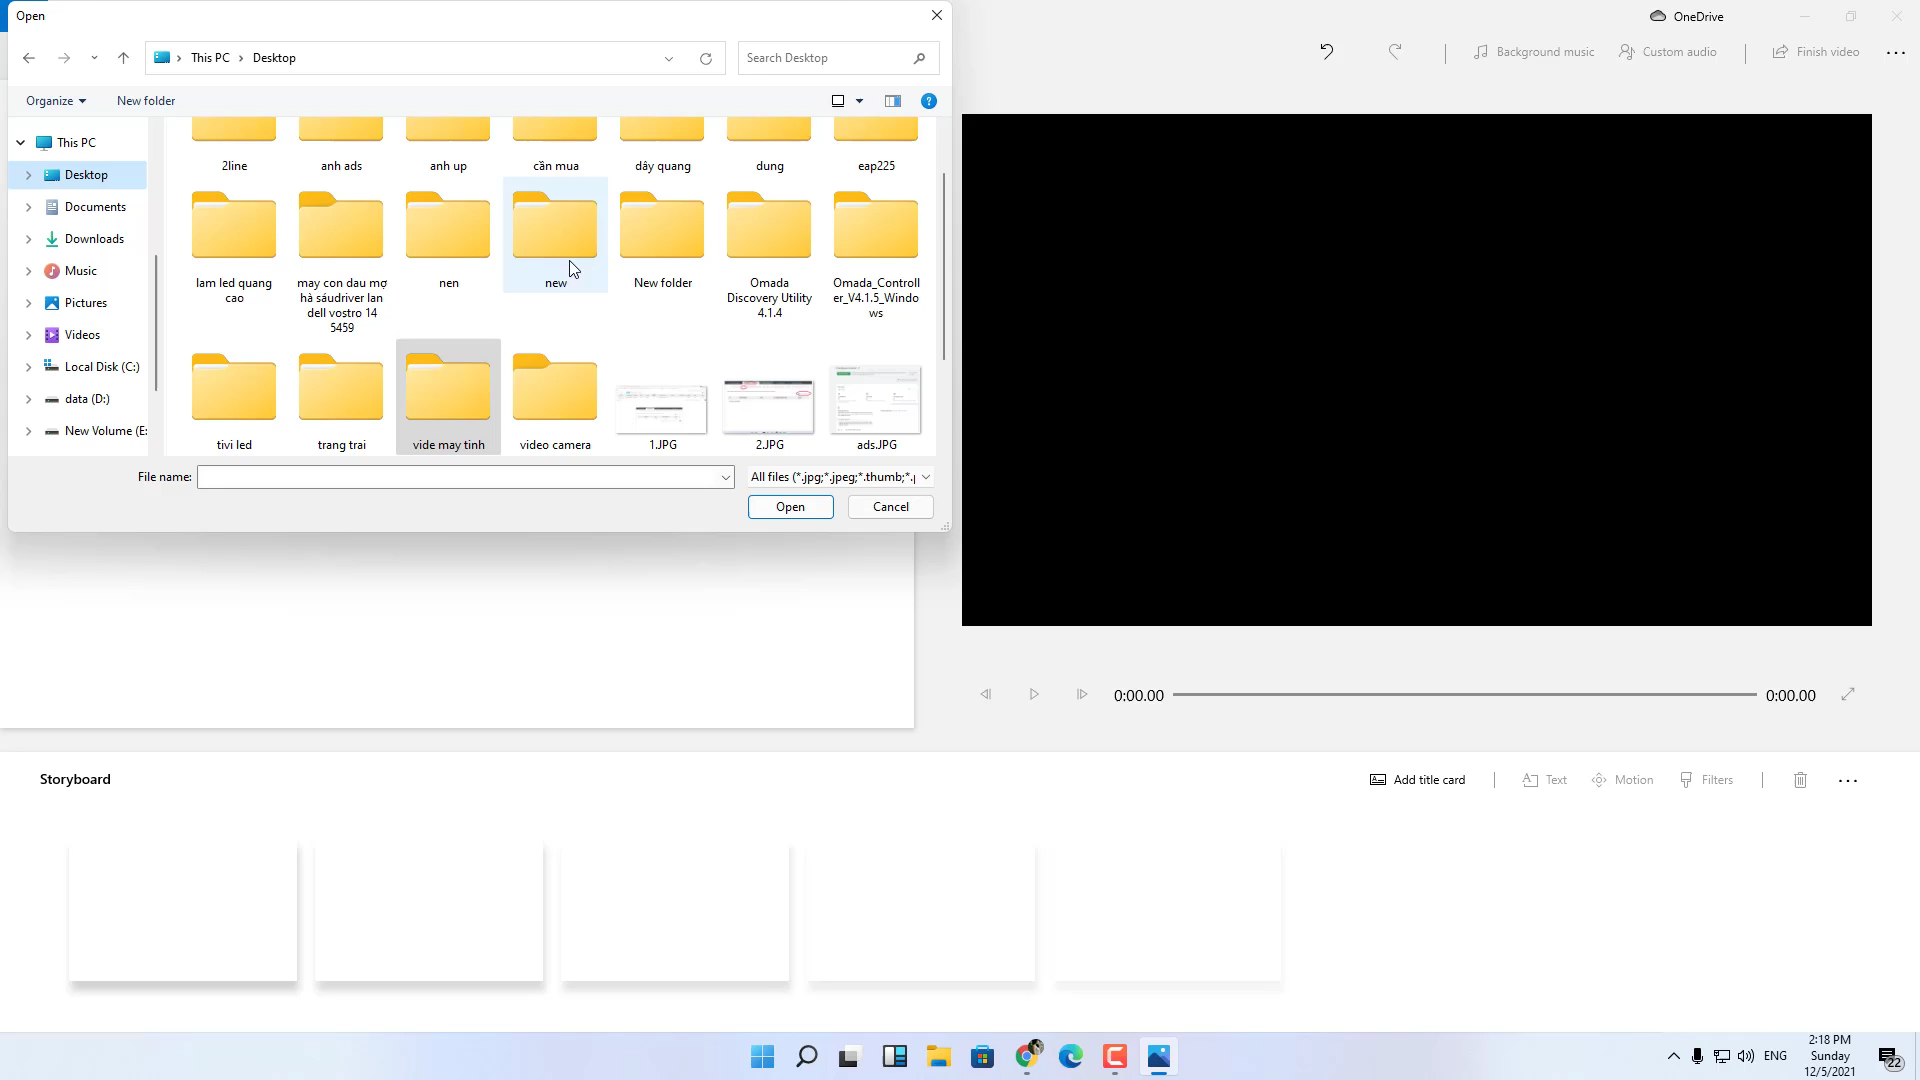 Open
OneDrive
This PC
Desktop
Search Desktop
Background music
Custom audio
Finish video
Organize
New folder
This PC
Desktop
Documents
Downloads
Music
Pictures
Videos
Local Disk (C:)
data (D:)
New Volume (E:
2line
anh ads
anh up
cần mua
dây quang
dung
eap225
lam led quang
cao
may con dau mợ
hà sáudriver lan
dell vostro 14
5459
nen
new
New folder
Omada
Discovery Utility
4.1.4
Omada_Controll
er_V4.1.5_Windo
ws
tivi led
trang trai
vide may tinh
video camera
1.JPG
2.JPG
ads.JPG
File name:
All files (*.jpg;*.jpeg;*.thumb;*.
Open
Cancel
0:00.00
0:00.00
Storyboard
Add title card
Text
Motion
Filters
ENG
2:18 PM
Sunday
12/5/2021
22